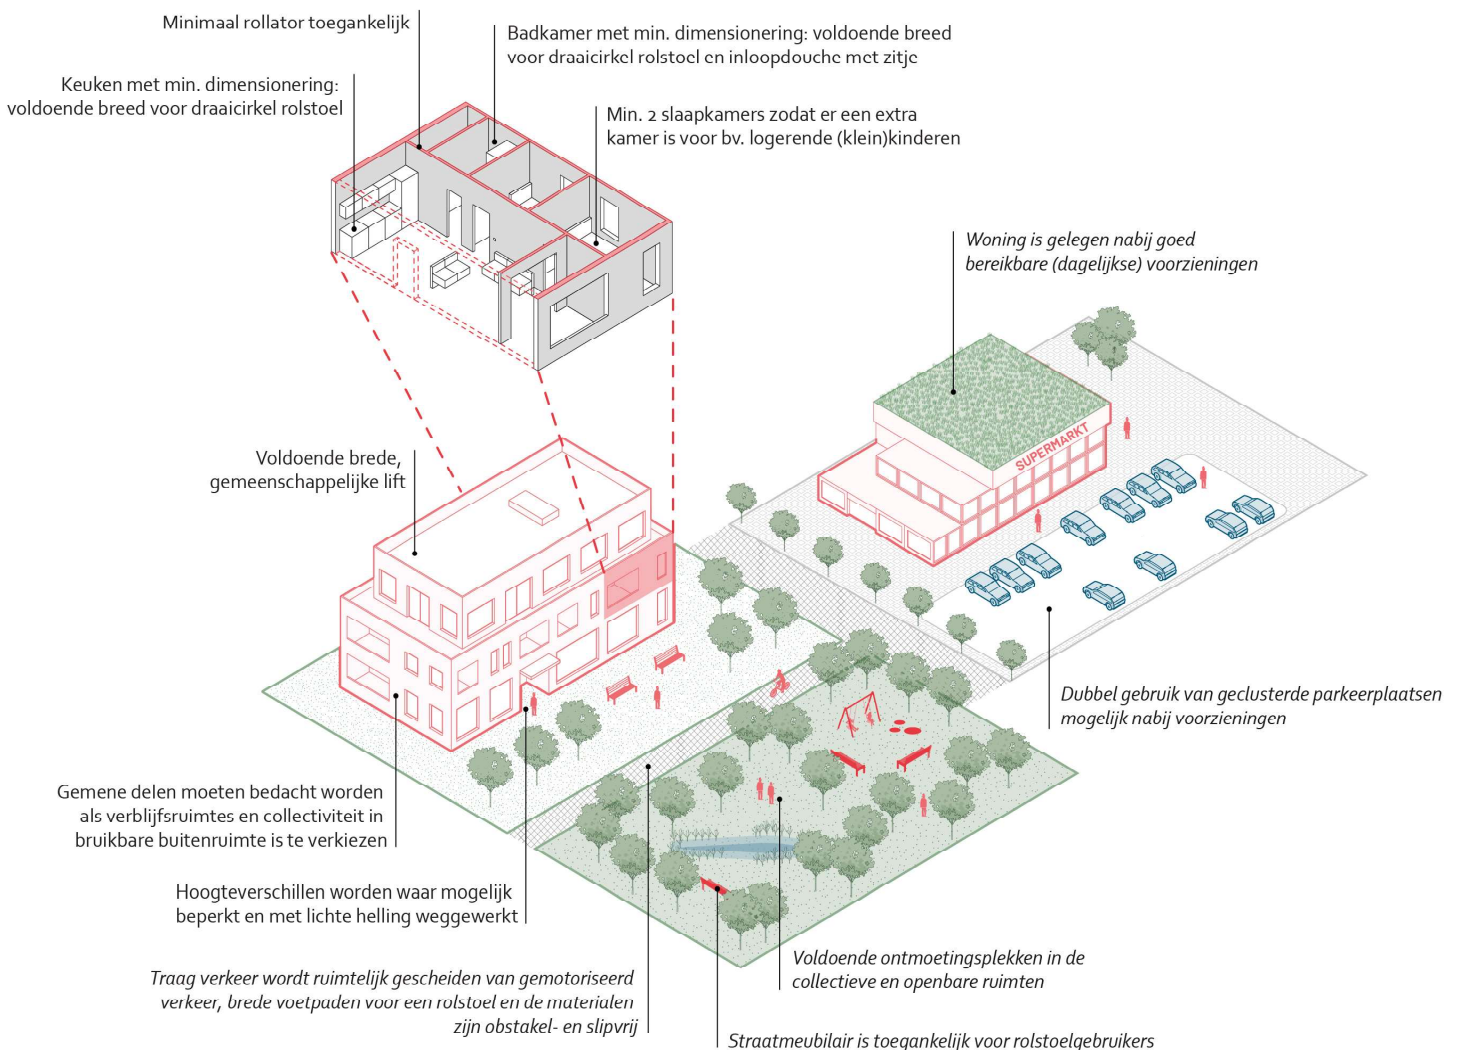 Minimaal rollator toegankelijk
Badkamer met min. dimensionering: voldoende breed
voor draaicirkel rolstoel en inloopdouche met zitje
Keuken met min. dimensionering:
voldoende breed voor draaicirkel rolstoel
Min. 2 slaapkamers zodat er een extra
kamer is voor bv. logerende (klein)kinderen
Woning is gelegen nabij goed
bereikbare (dagelijkse) voorzieningen
SUPERMARKT
Voldoende brede,
gemeenschappelijke lift
Dubbel gebruik van geclusterde parkeerplaatsen
mogelijk nabij voorzieningen
Gemene delen moeten bedacht worden
als verblijfsruimtes en collectiviteit in
bruikbare buitenruimte is te verkiezen
Hoogteverschillen worden waar mogelijk
beperkt en met lichte helling weggewerkt
Traag verkeer wordt ruimtelijk gescheiden van gemotoriseerd
verkeer, brede voetpaden voor een rolstoel en de materialen
zijn obstakel- en slipvrij
Voldoende ontmoetingsplekken in de
collectieve en openbare ruimten
Straatmeubilair is toegankelijk voor rolstoelgebruikers